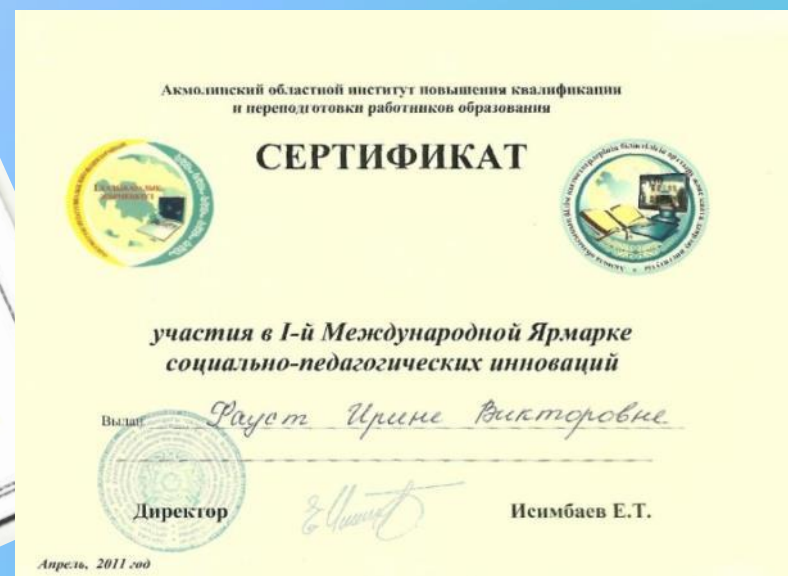 Акмолинский областной институт повышения квалификации
и переподготовки работников образования
СЕРТИФИКАТ
участия в I-й Международной Ярмарке
социально-педагогических инноваций
Выдан Фауст Ирине Викторовне
Директор Исимбаев Е.Т.
Апрель, 2011 год